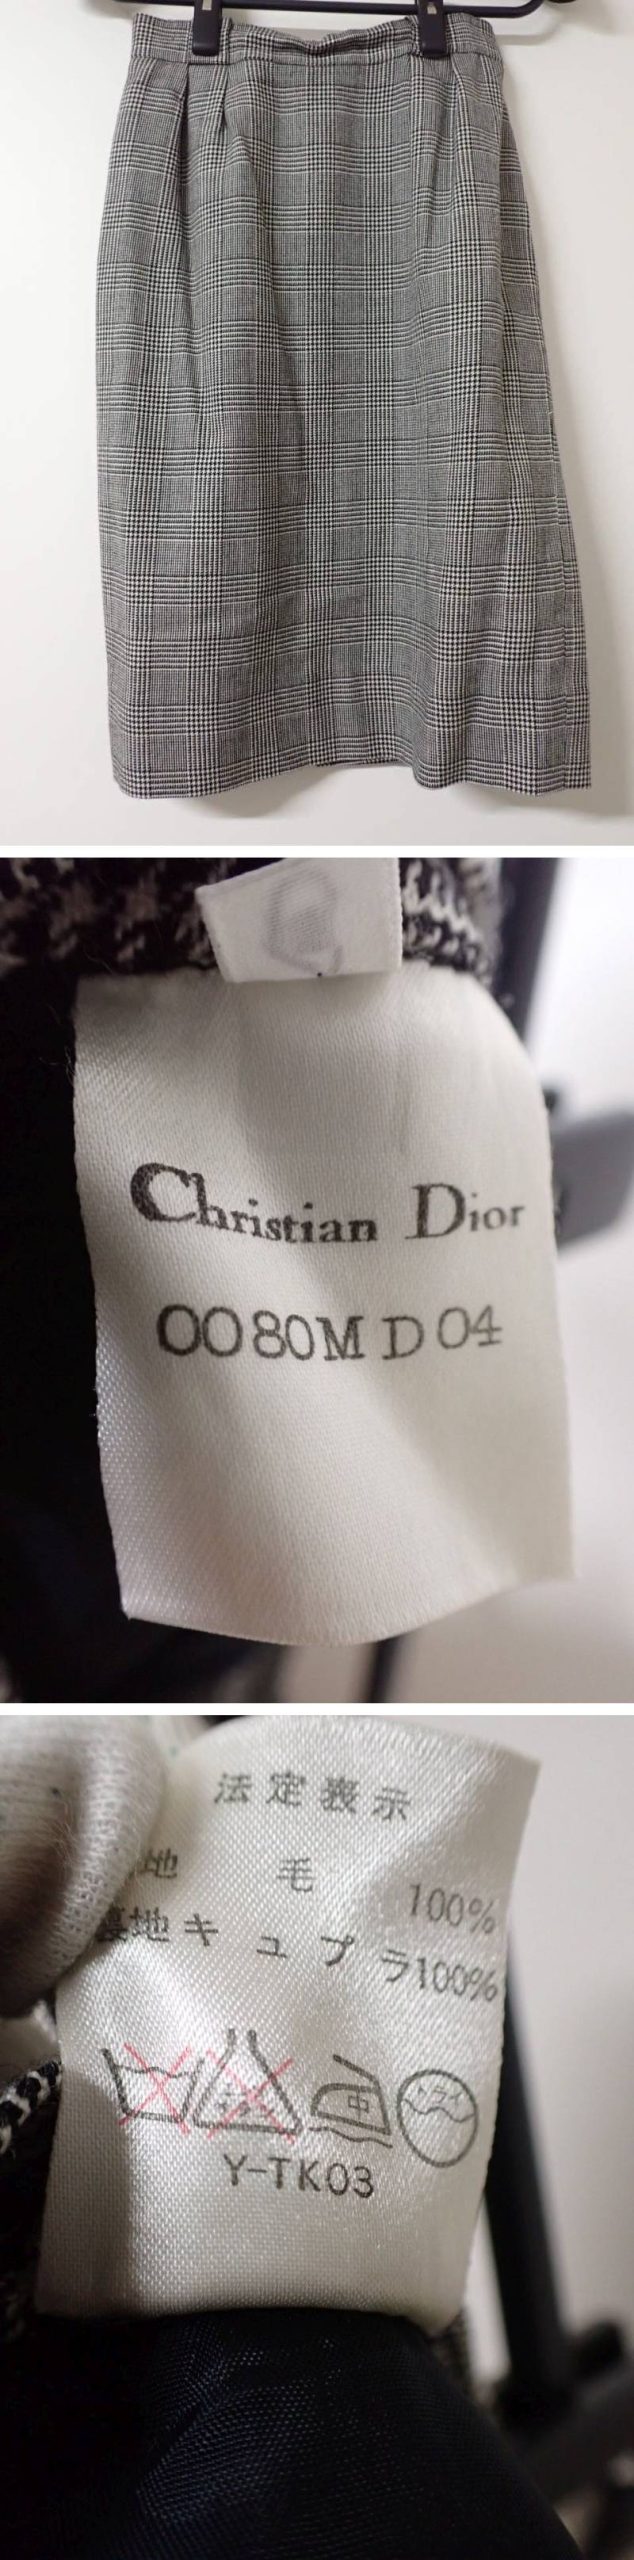 Christian Dior
0080M D 04
法定表示
地 毛 100%
裏地キュプラ100%
中
ドライ
Y-TK03